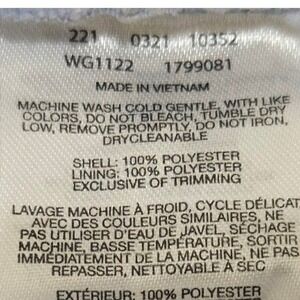 221 0321 10352
WG1122 1799081
MADE IN VIETNAM
MACHINE WASH COLD GENTLE, WITH LIKE
COLORS, DO NOT BLEACH, TUMBLE DRY
LOW, REMOVE PROMPTLY, DO NOT IRON,
DRYCLEANABLE
SHELL: 100% POLYESTER
LINING: 100% POLYESTER
EXCLUSIVE OF TRIMMING
LAVAGE MACHINE À FROID, CYCLE DÉLICAT
AVEC DES COULEURS SIMILAIRES, NE
PAS UTILISER D'EAU DE JAVEL, SÉCHAGE
MACHINE, BASSE TEMPÉRATURE, SORTIR
IMMÉDIATEMENT DE LA MACHINE, NE PAS
REPASSER, NETTOYABLE À SEC
EXTÉRIEUR: 100% POLYESTER